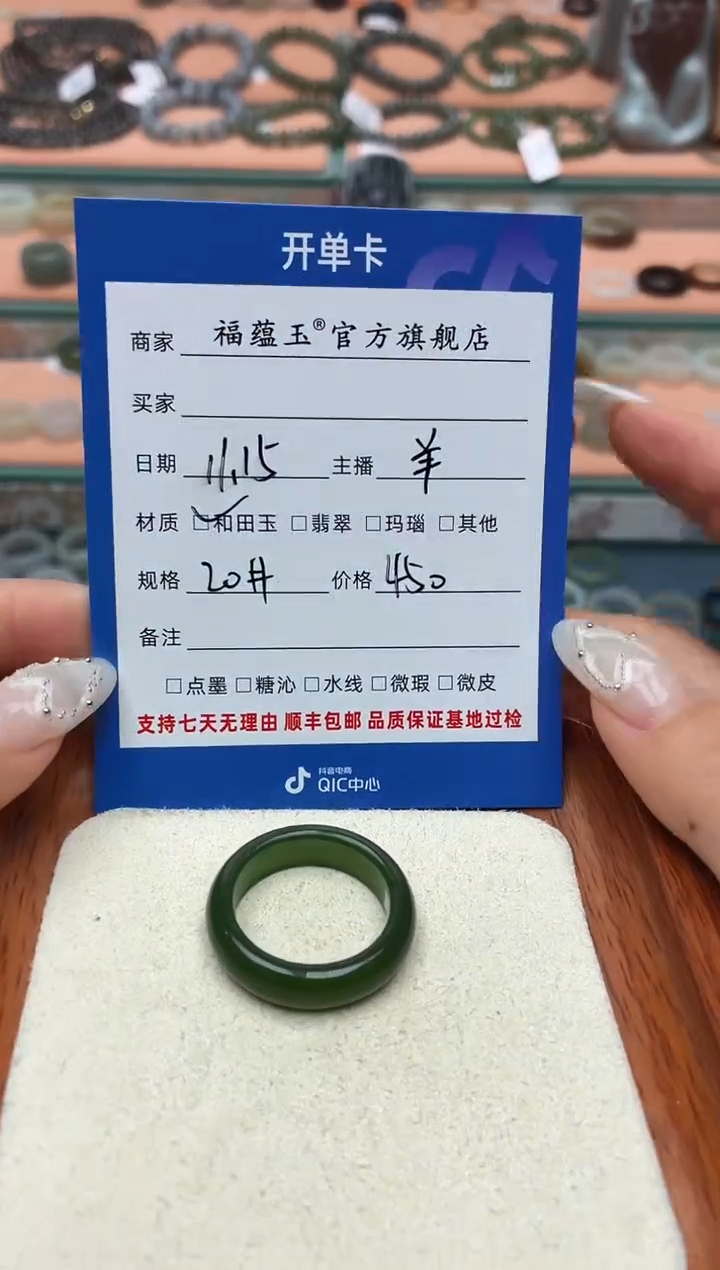 开单卡
商家 福蕴玉®官方旗舰店
买家
日期 11.15 主播 羊
材质 ☑和田玉 □翡翠 □玛瑙 □其他
规格 20# 价格 450
备注
□点墨 □糖沁 □水线 □微瑕 □微皮
支持七天无理由 顺丰包邮 品质保证基地过检
抖音电商
QIC中心